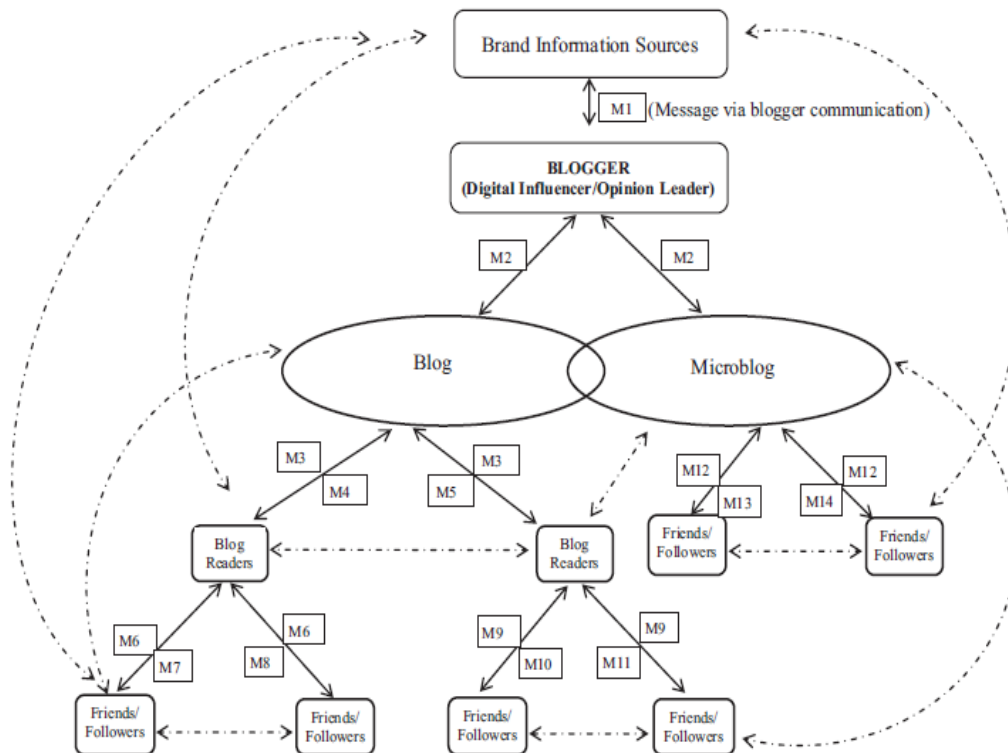 Brand Information Sources
M1
(Message via blogger communication)
BLOGGER
(Digital Influencer/Opinion Leader)
M2
M2
Blog
Microblog
M3
M3
M12
M12
M4
M5
M13
M14
Blog
Readers
Blog
Readers
Friends/
Followers
Friends/
Followers
M6
M6
M9
M9
M7
M8
M10
M11
Friends/
Followers
Friends/
Followers
Friends/
Followers
Friends/
Followers